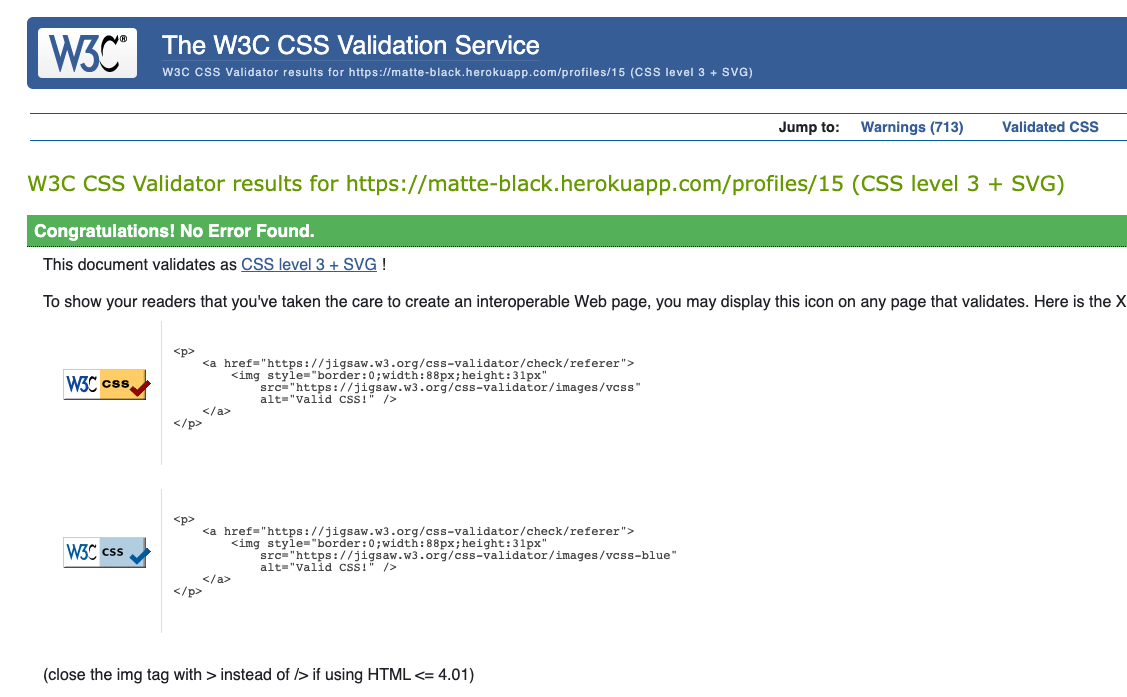 W3C®
The W3C CSS Validation Service
W3C CSS Validator results for https://matte-black.herokuapp.com/profiles/15 (CSS level 3 + SVG)
Jump to: Warnings (713) Validated CSS
W3C CSS Validator results for https://matte-black.herokuapp.com/profiles/15 (CSS level 3 + SVG)
Congratulations! No Error Found.
This document validates as CSS level 3 + SVG !
To show your readers that you've taken the care to create an interoperable Web page, you may display this icon on any page that validates. Here is the X
W3C css
<p>
    <a href="https://jigsaw.w3.org/css-validator/check/referer">
        <img style="border:0;width:88px;height:31px"
            src="https://jigsaw.w3.org/css-validator/images/vcss"
            alt="Valid CSS!" />
    </a>
</p>
W3C css
<p>
    <a href="https://jigsaw.w3.org/css-validator/check/referer">
        <img style="border:0;width:88px;height:31px"
            src="https://jigsaw.w3.org/css-validator/images/vcss-blue"
            alt="Valid CSS!" />
    </a>
</p>
(close the img tag with > instead of /> if using HTML <= 4.01)